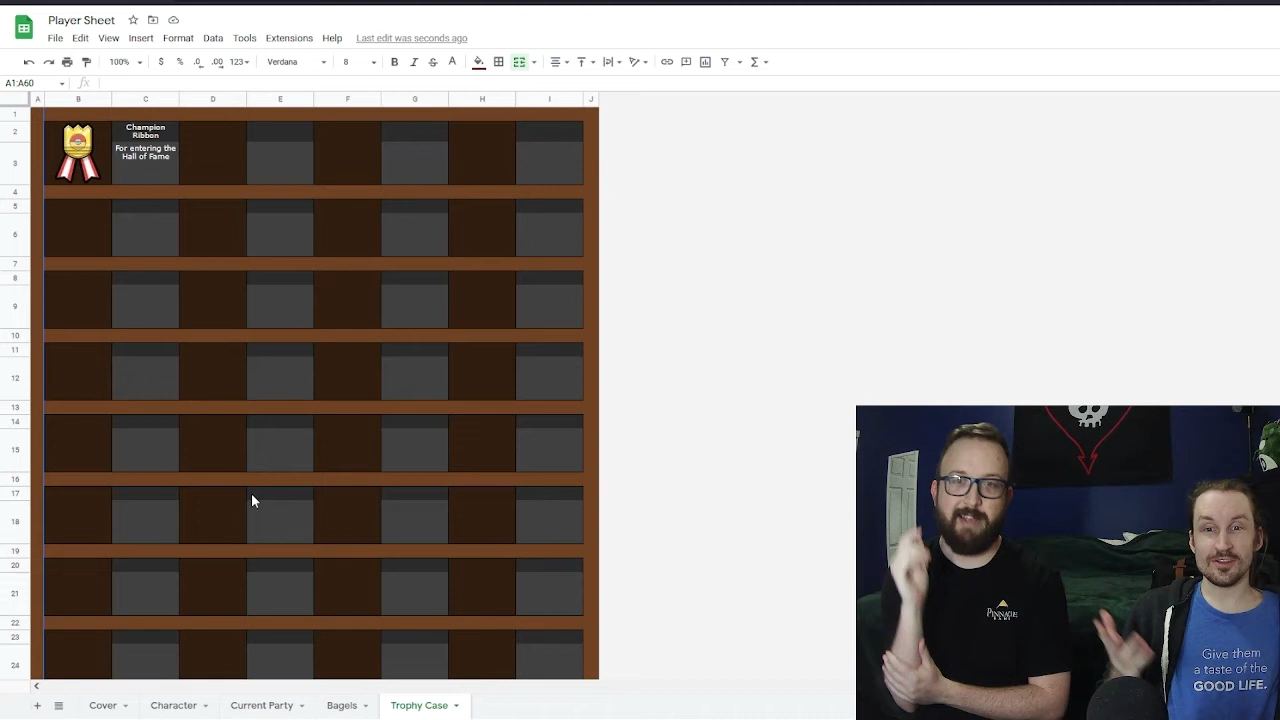 Player Sheet
File Edit View Insert Format Data Tools Extensions Help Last edit was seconds ago
100% $ % .0 .00 123 Verdana 8 B I S A
A1:A60 fx
A B C D E F G H I J
1
2
3
4
5
6
7
8
9
10
11
12
13
14
15
16
17
18
19
20
21
22
23
24
Champion
Ribbon
For entering the
Hall of Fame
PINNACLE
BANK
Give them
a taste of the
GOOD LIFE.
Cover Character Current Party Bagels Trophy Case